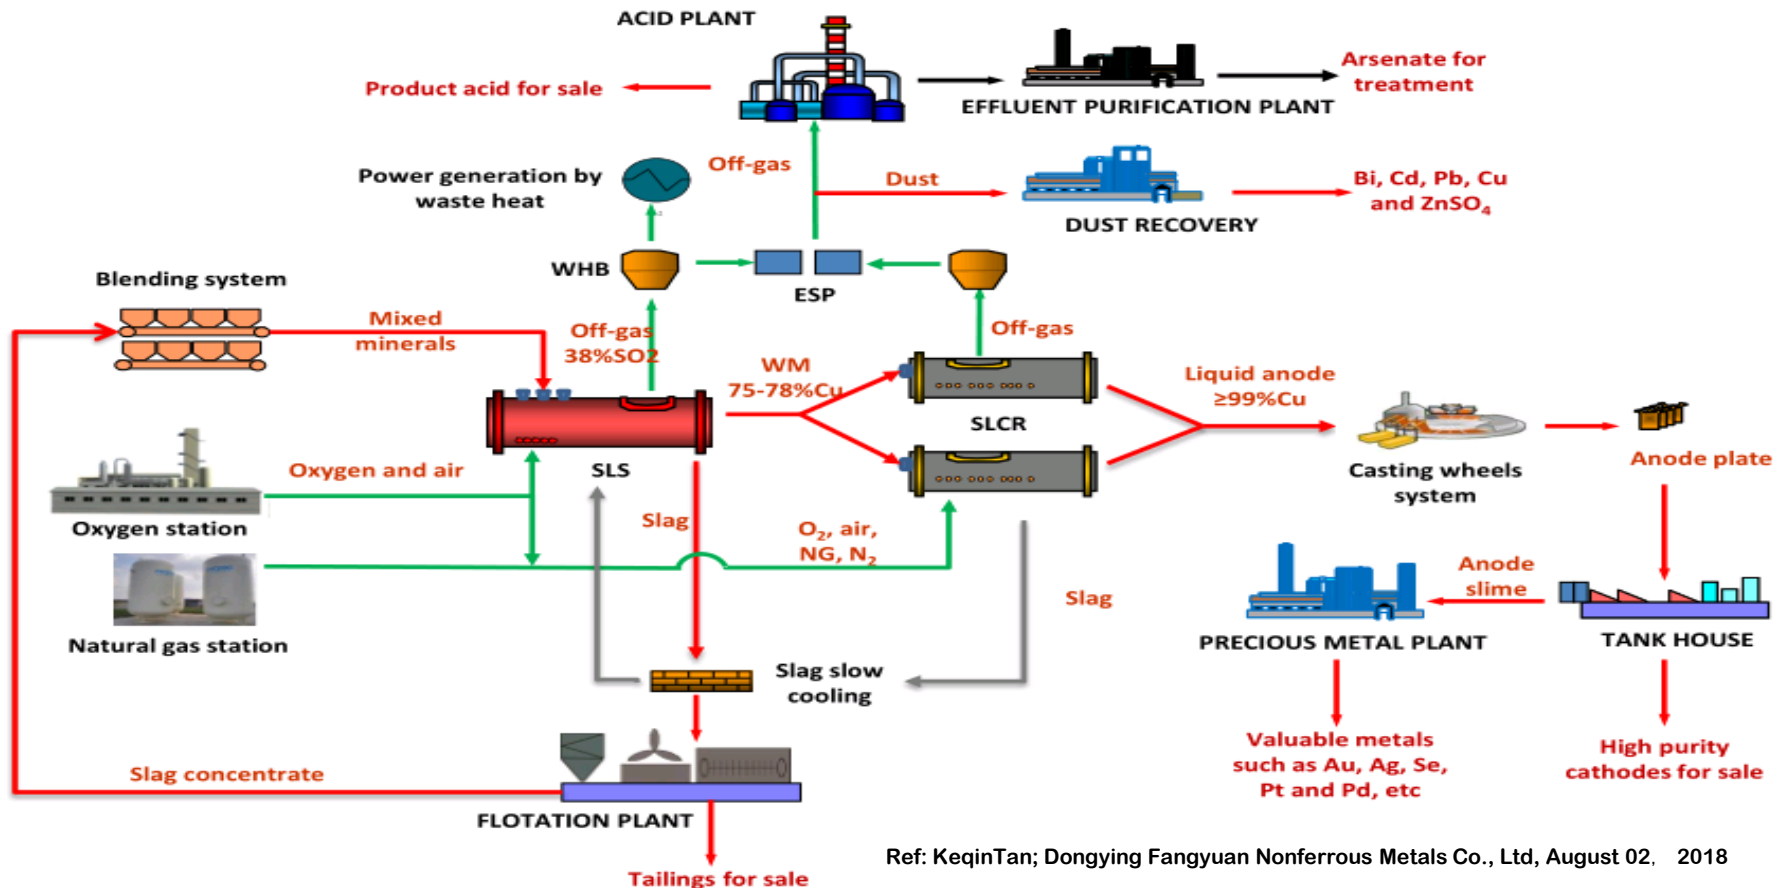 ACID PLANT
Product acid for sale
EFFLUENT PURIFICATION PLANT
Arsenate for
treatment
Off-gas
Power generation by
waste heat
Dust
DUST RECOVERY
Bi, Cd, Pb, Cu
and ZnSO₄
WHB
ESP
Blending system
Mixed
minerals
Off-gas
38%SO2
Off-gas
WM
75-78%Cu
SLCR
Liquid anode
≥99%Cu
Casting wheels
system
Anode plate
SLS
Oxygen and air
Oxygen station
Slag
O₂, air,
NG, N₂
Natural gas station
Slag
Anode
slime
PRECIOUS METAL PLANT
TANK HOUSE
Slag slow
cooling
Valuable metals
such as Au, Ag, Se,
Pt and Pd, etc
High purity
cathodes for sale
Slag concentrate
FLOTATION PLANT
Tailings for sale
Ref: KeqinTan; Dongying Fangyuan Nonferrous Metals Co., Ltd, August 02, 2018